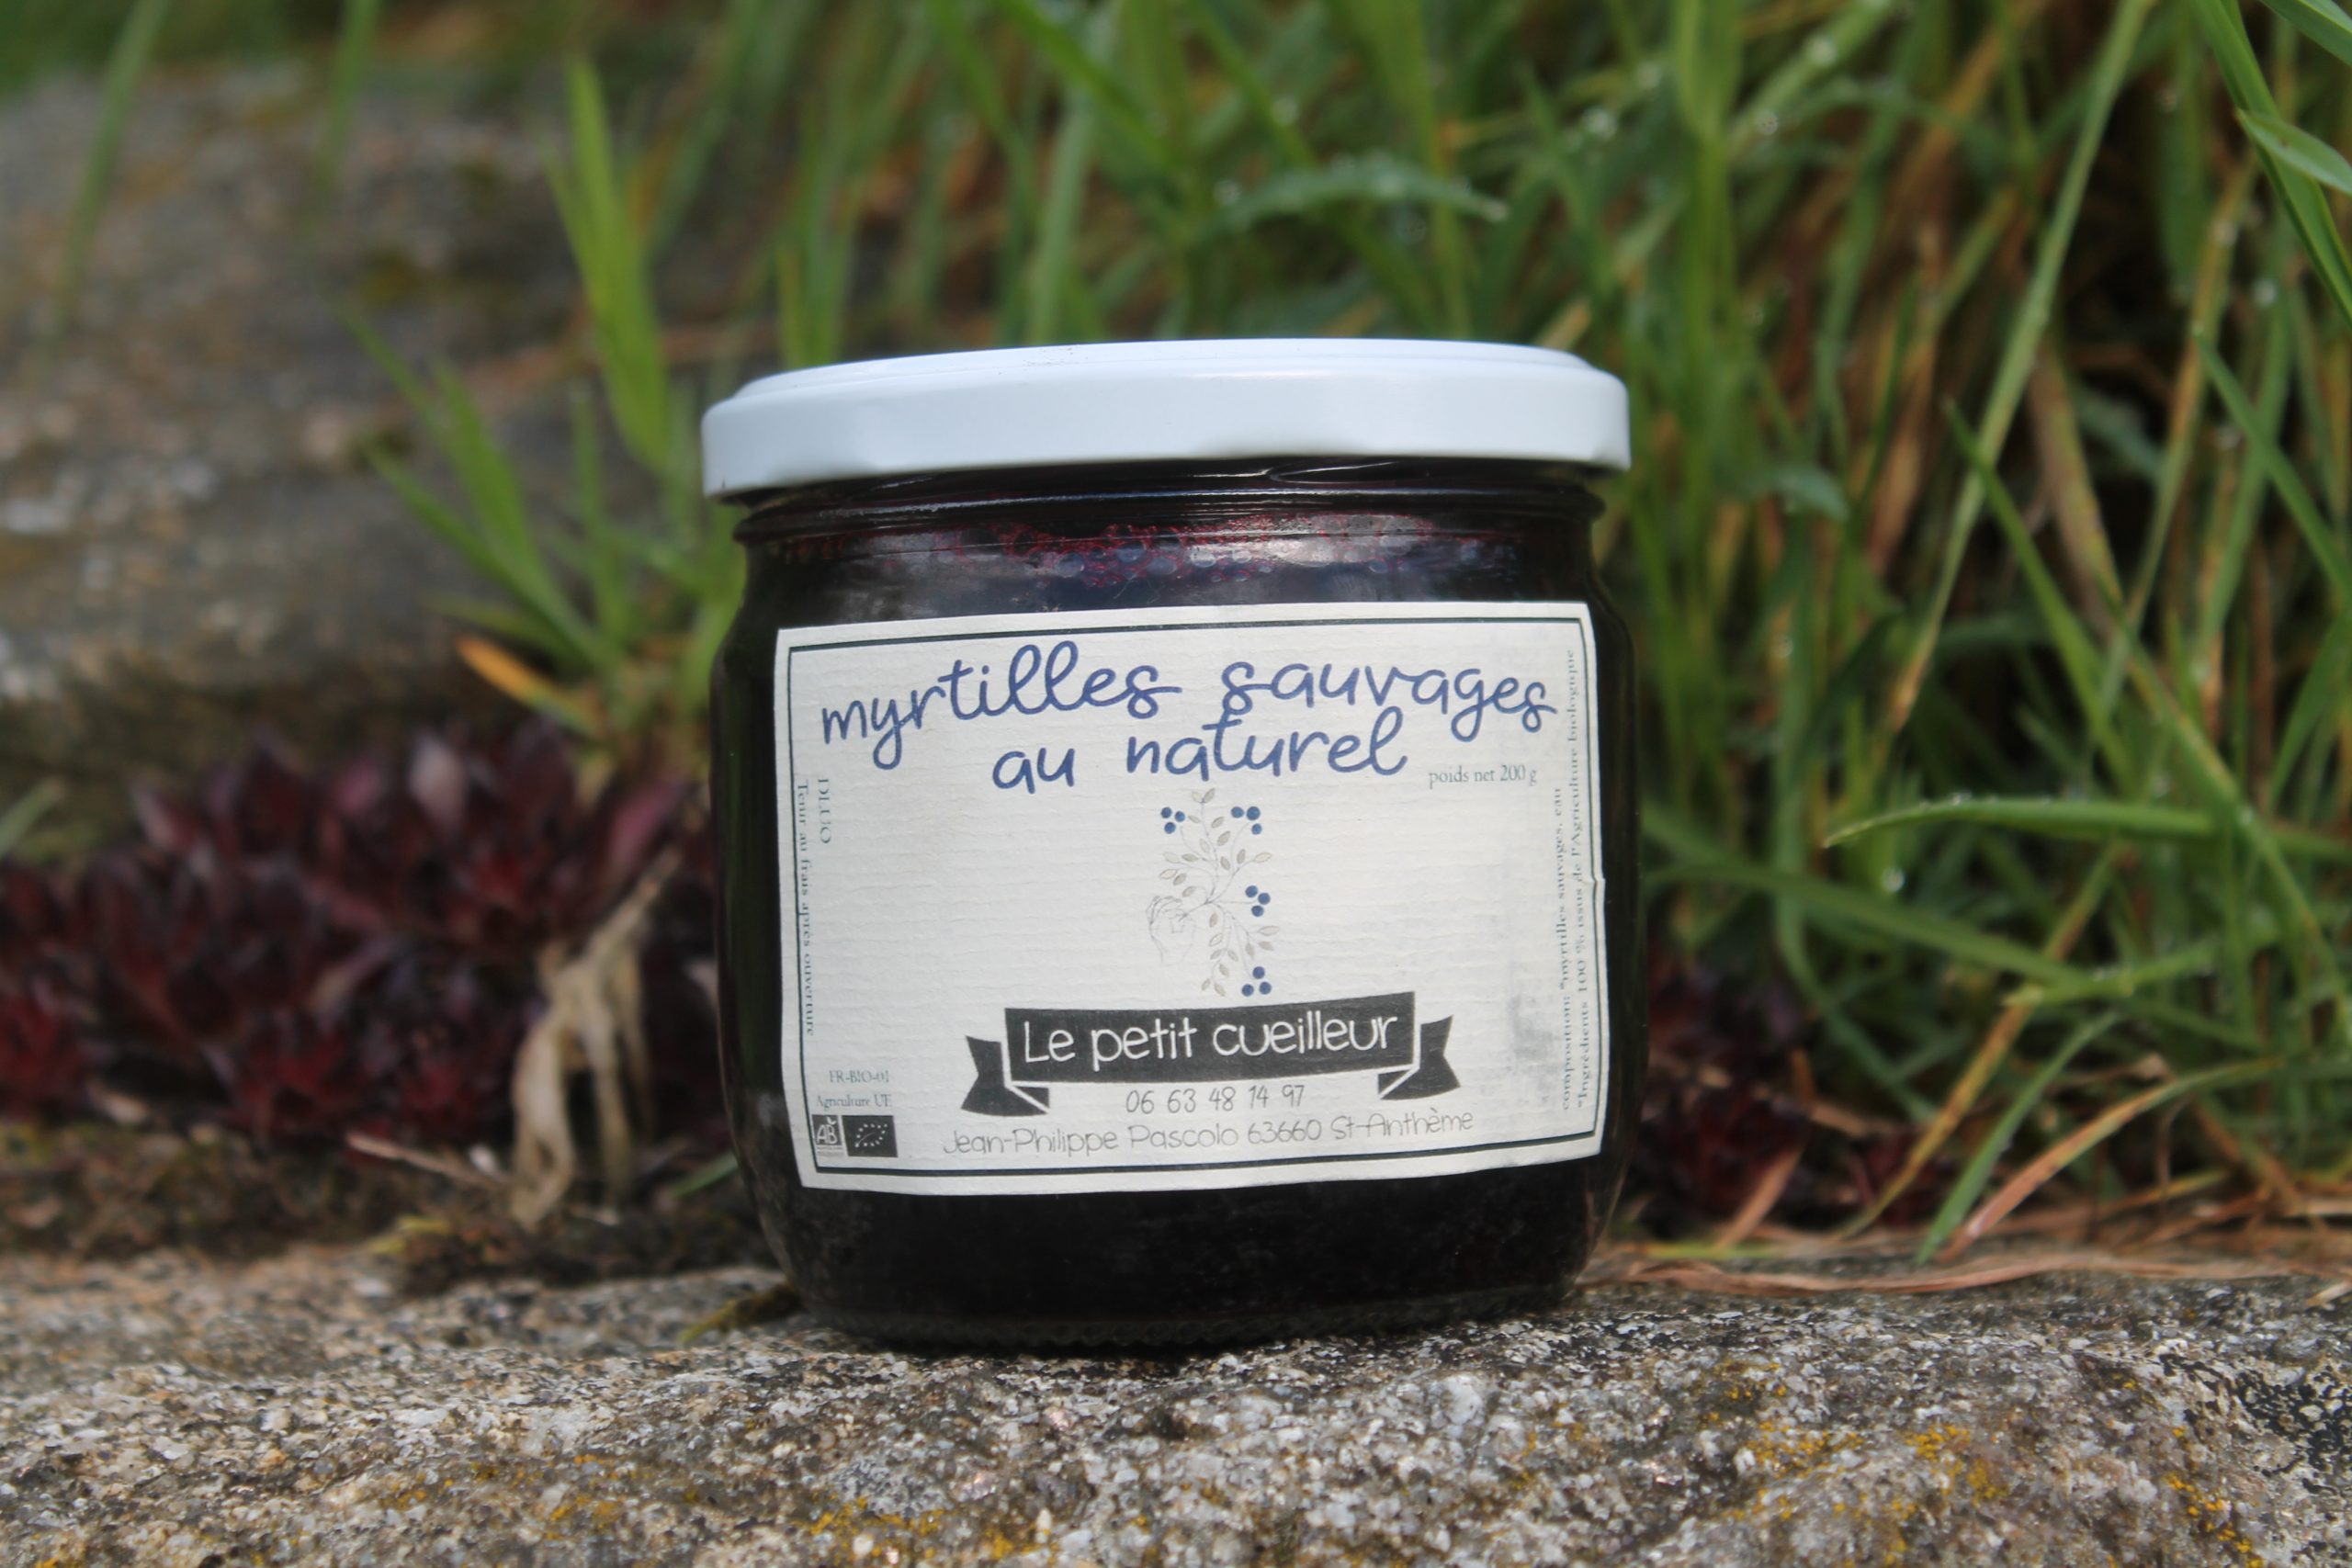 myrtilles sauvages
au naturel
poids net 200 g
DLUO
Tenir au frais après ouverture
composition: *myrtilles sauvages, eau
*Ingrédients 100 % issus de l'Agriculture biologique
Le petit cueilleur
06 63 48 14 97
Jean-Philippe Pascolo 63660 St-Anthème
FR-BIO-01
Agriculture UE
AB